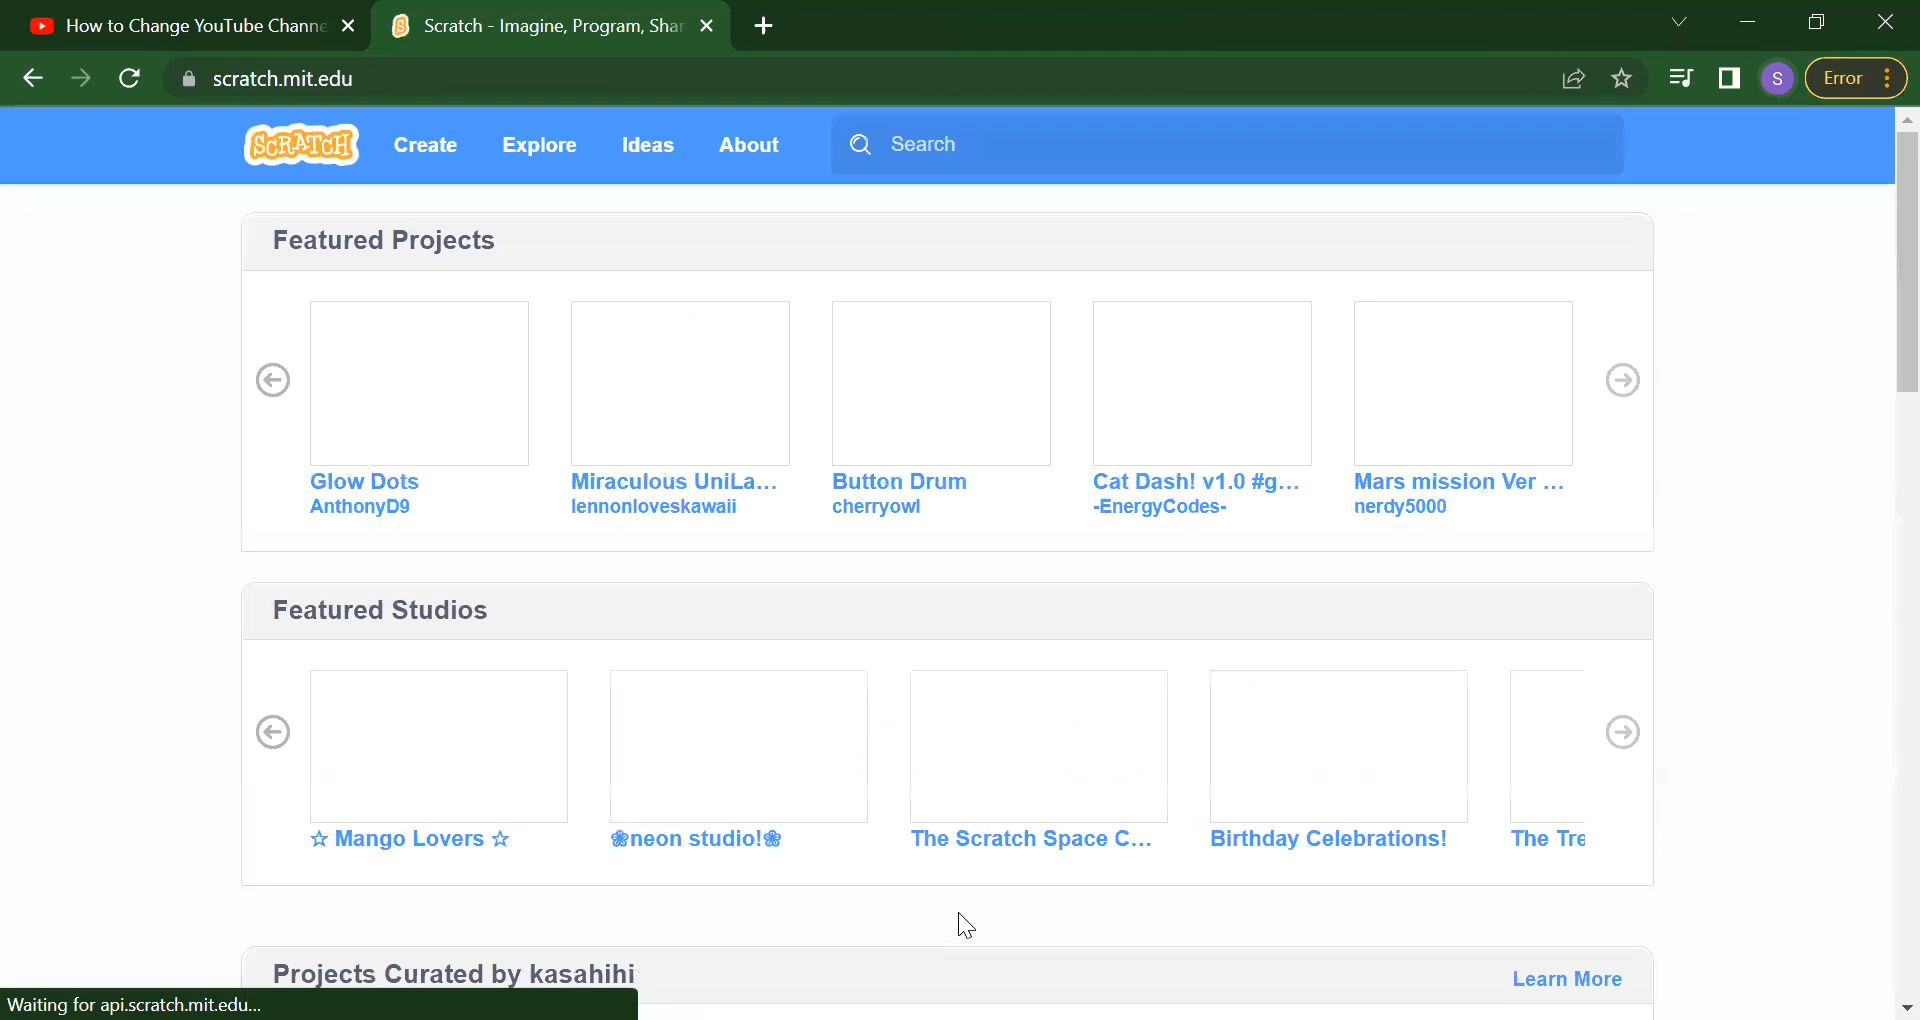 How to Change YouTube Channe
Scratch - Imagine, Program, Shar
scratch.mit.edu
S
Error
SCRATCH
Create
Explore
Ideas
About
Search
Featured Projects
Glow Dots
Miraculous UniLa...
Button Drum
Cat Dash! v1.0 #g...
Mars mission Ver ...
AnthonyD9
lennonloveskawaii
cherryowl
-EnergyCodes-
nerdy5000
Featured Studios
☆ Mango Lovers ☆
❀neon studio!❀
The Scratch Space C...
Birthday Celebrations!
The Tre
Projects Curated by kasahihi
Learn More
Waiting for api.scratch.mit.edu...